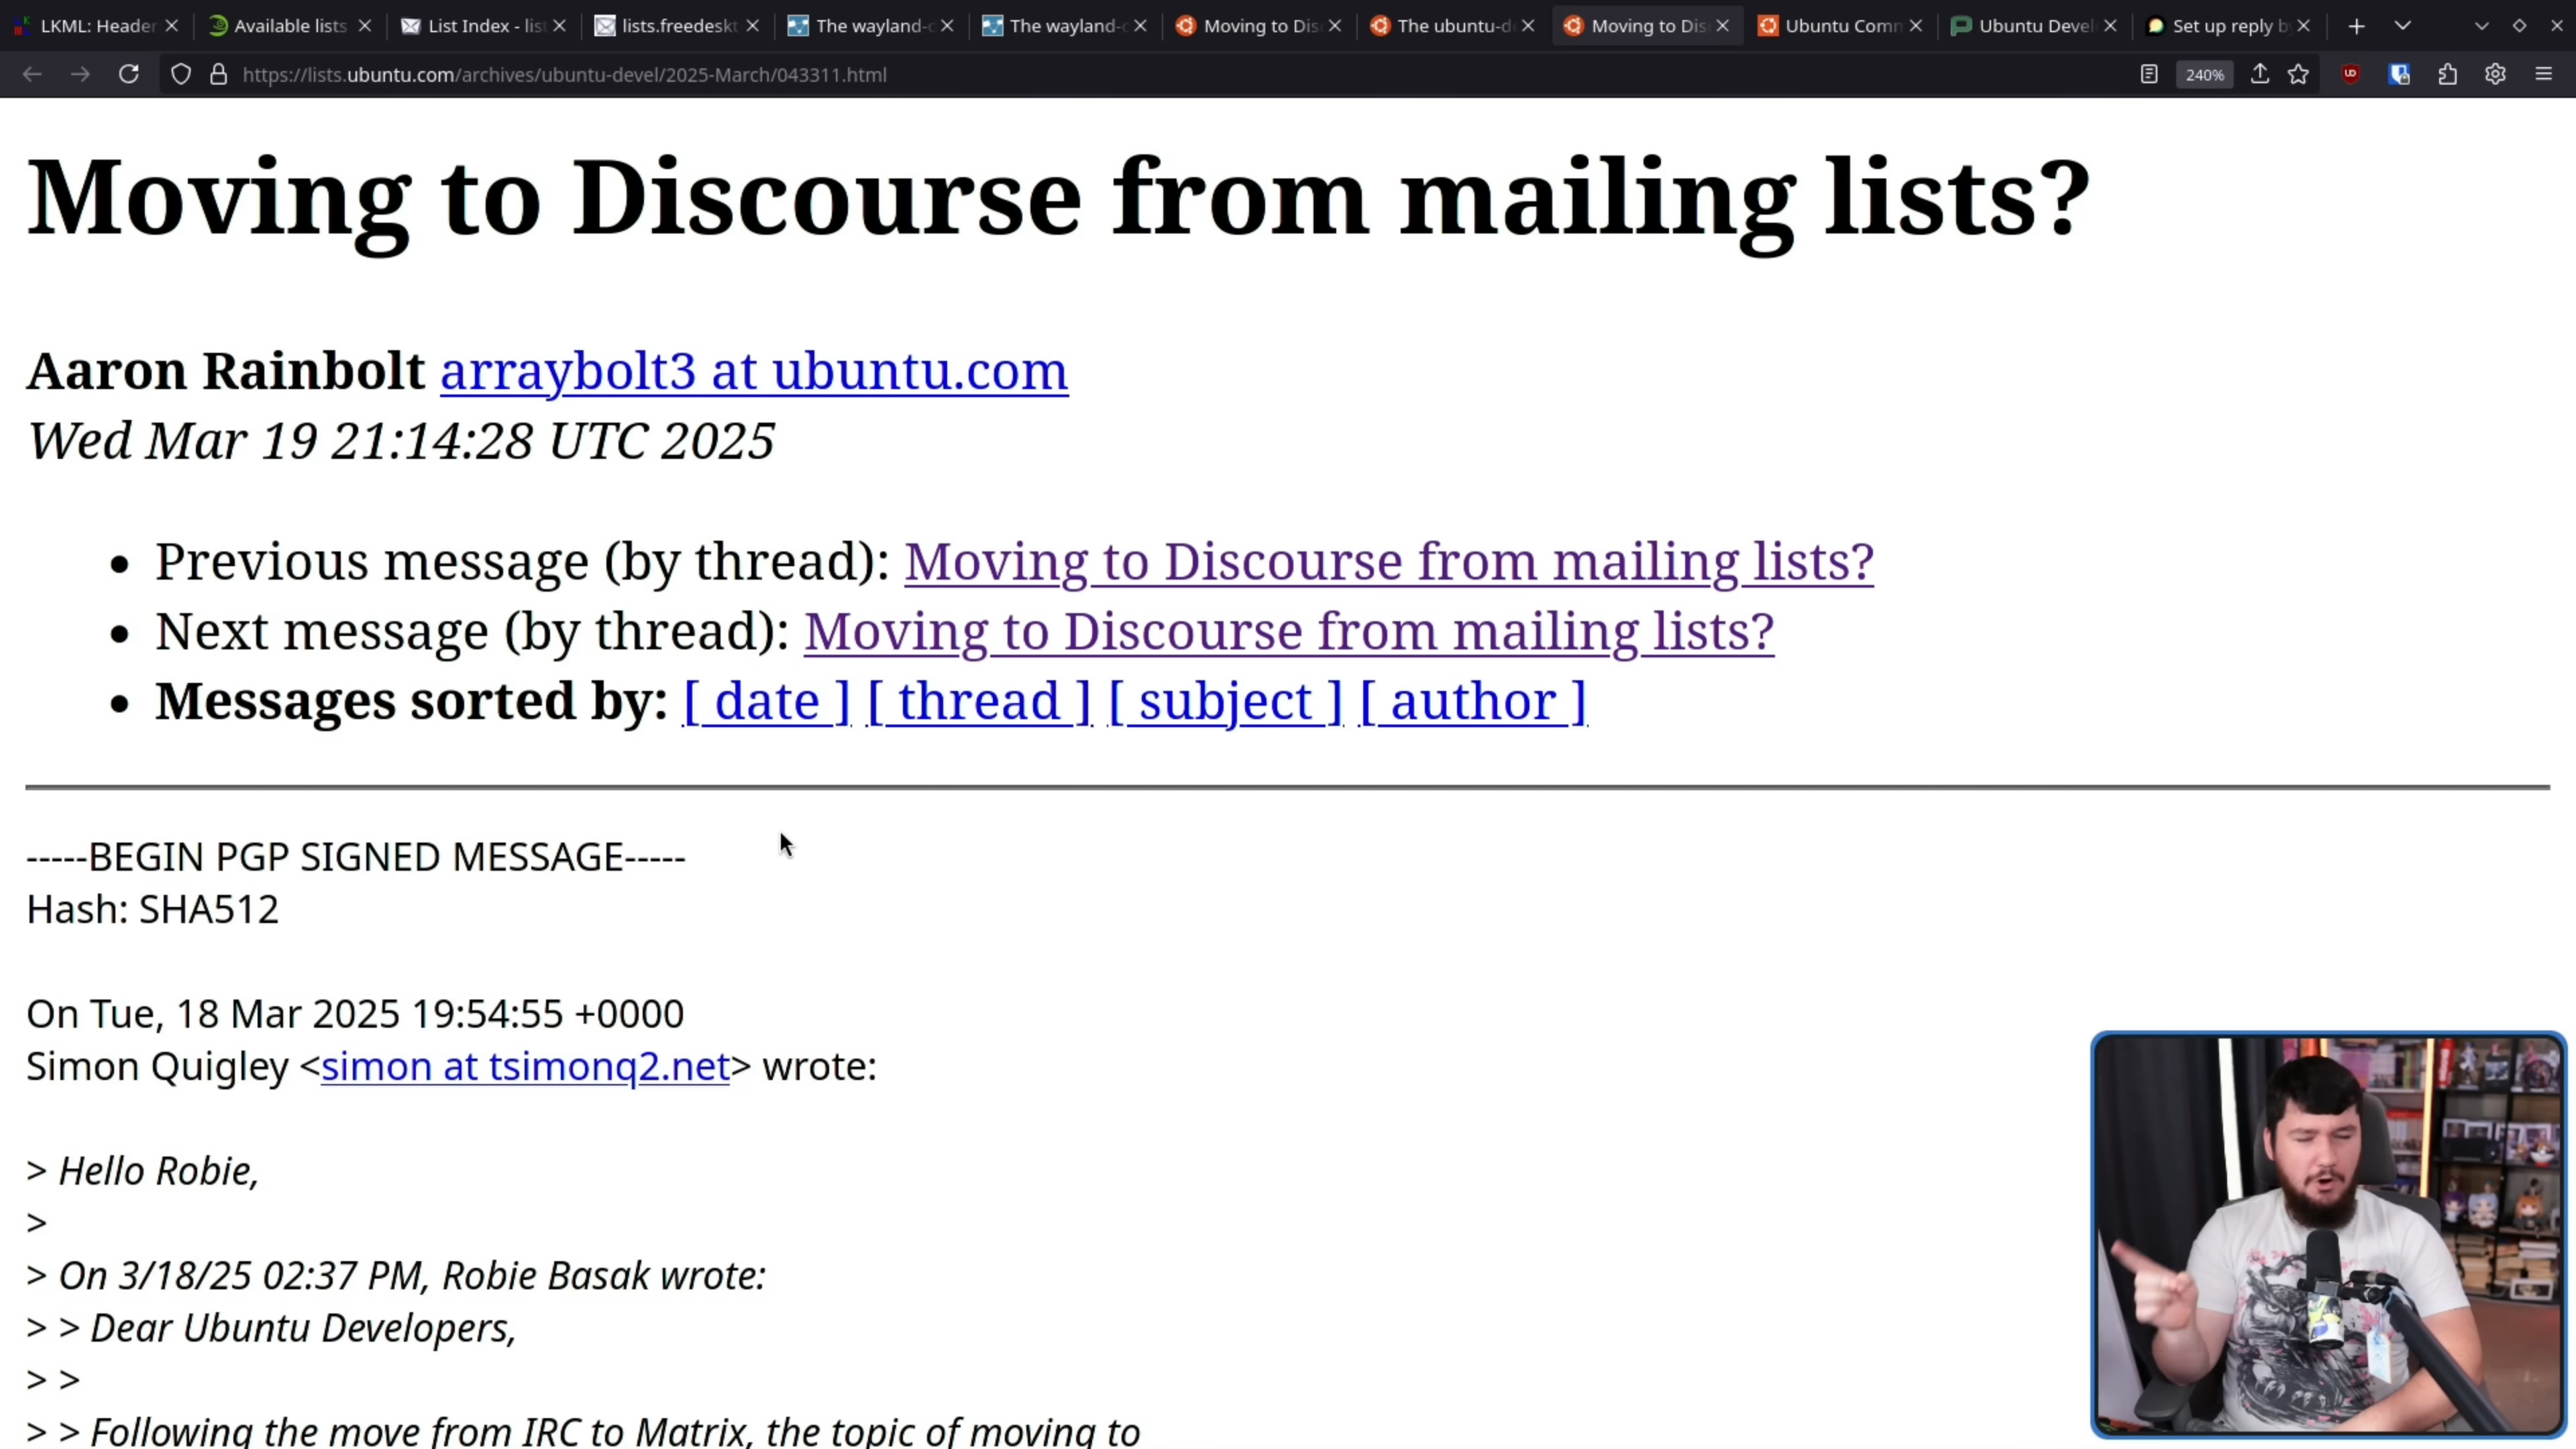 LKML: Header
Available lists
List Index - list
lists.freedeskt
The wayland-d
The wayland-d
Moving to Dis
The ubuntu-de
Moving to Dis
Ubuntu Comm
Ubuntu Devel
Set up reply b
https://lists.ubuntu.com/archives/ubuntu-devel/2025-March/043311.html
240%
Moving to Discourse from mailing lists?
Aaron Rainbolt arraybolt3 at ubuntu.com
Wed Mar 19 21:14:28 UTC 2025
• Previous message (by thread): Moving to Discourse from mailing lists?
• Next message (by thread): Moving to Discourse from mailing lists?
• Messages sorted by: [ date ] [ thread ] [ subject ] [ author ]
-----BEGIN PGP SIGNED MESSAGE-----
Hash: SHA512
On Tue, 18 Mar 2025 19:54:55 +0000
Simon Quigley <simon at tsimonq2.net> wrote:
> Hello Robie,
>
> On 3/18/25 02:37 PM, Robie Basak wrote:
> > Dear Ubuntu Developers,
> >
> > Following the move from IRC to Matrix, the topic of moving to